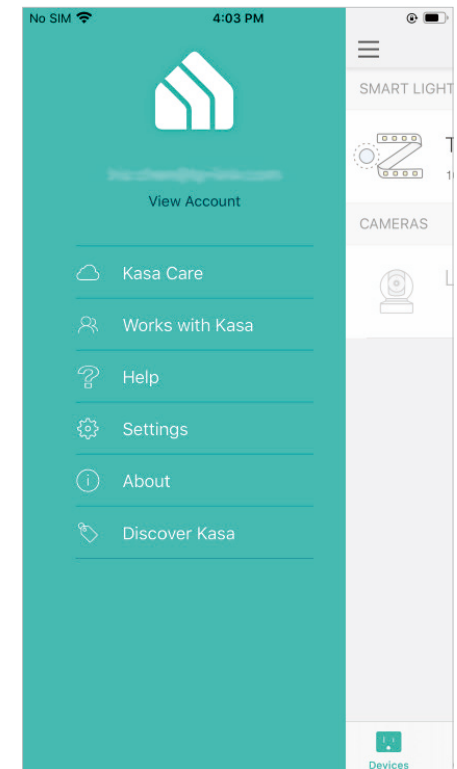 No SIM 4:03 PM
SMART LIGHT
View Account
CAMERAS
Kasa Care
Works with Kasa
Help
Settings
About
Discover Kasa
Devices